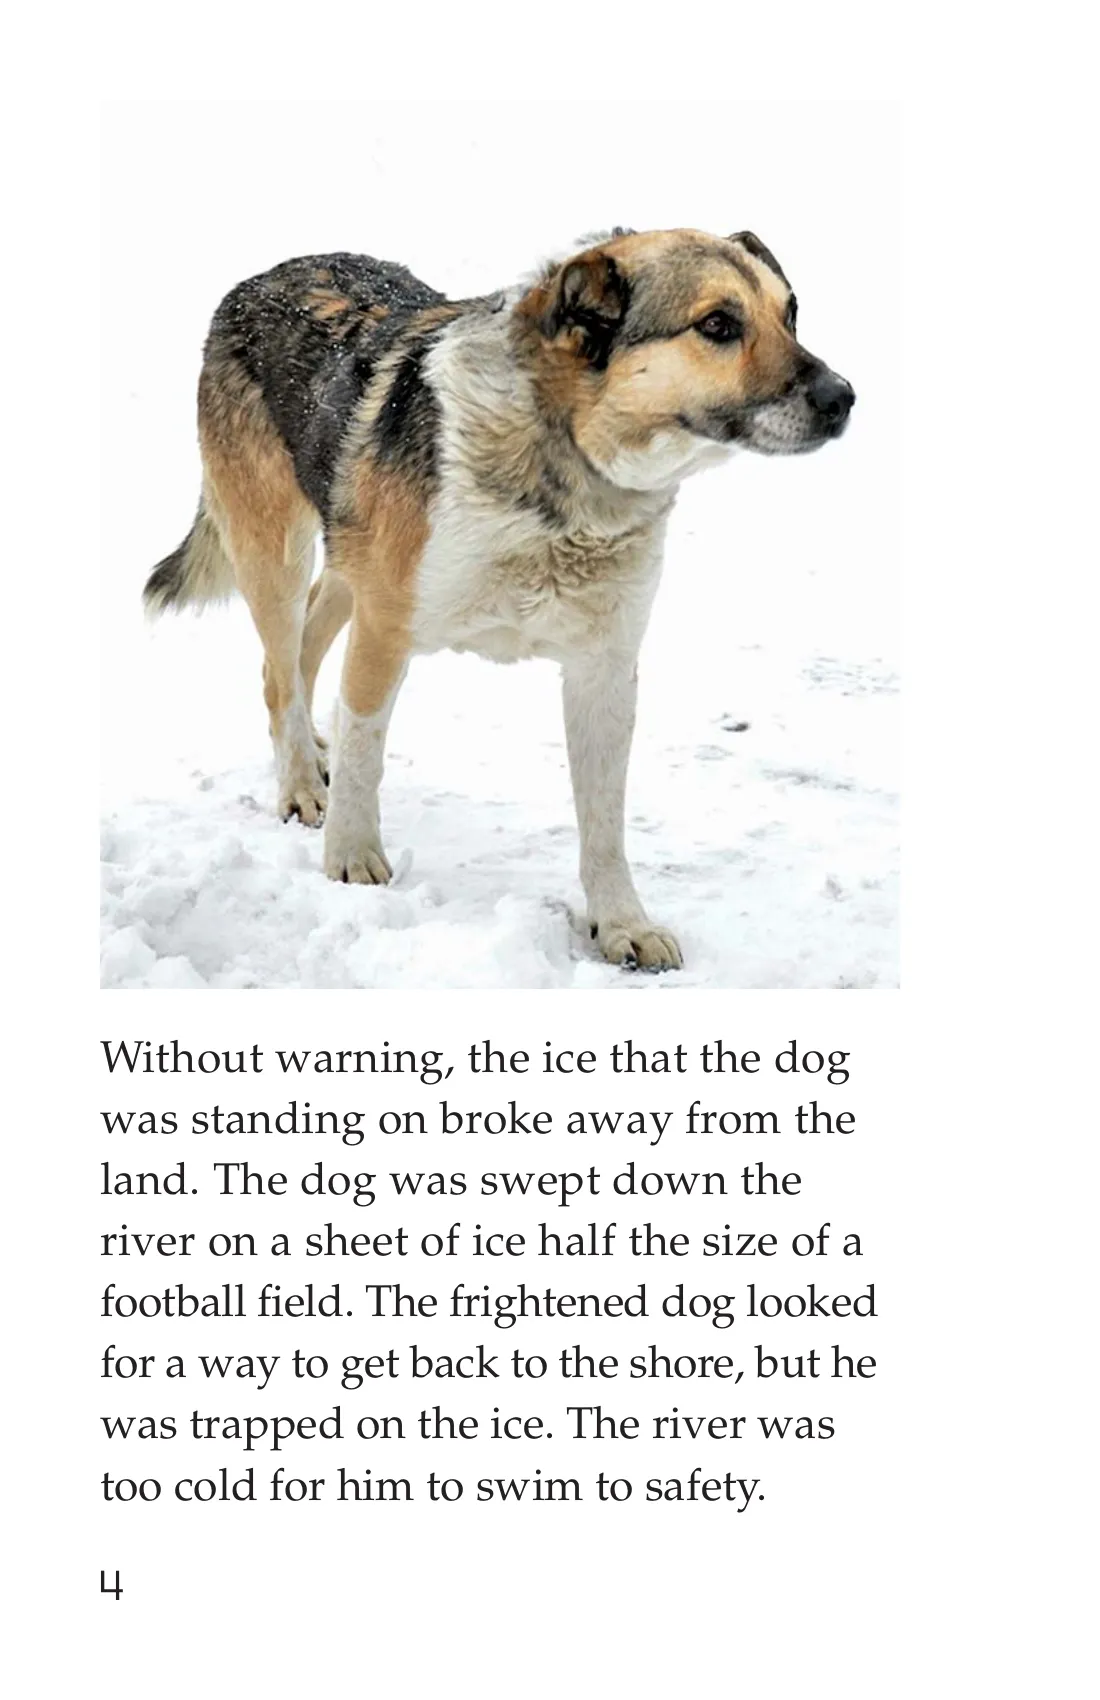 Without warning, the ice that the dog
was standing on broke away from the
land. The dog was swept down the
river on a sheet of ice half the size of a
football field. The frightened dog looked
for a way to get back to the shore, but he
was trapped on the ice. The river was
too cold for him to swim to safety.
4